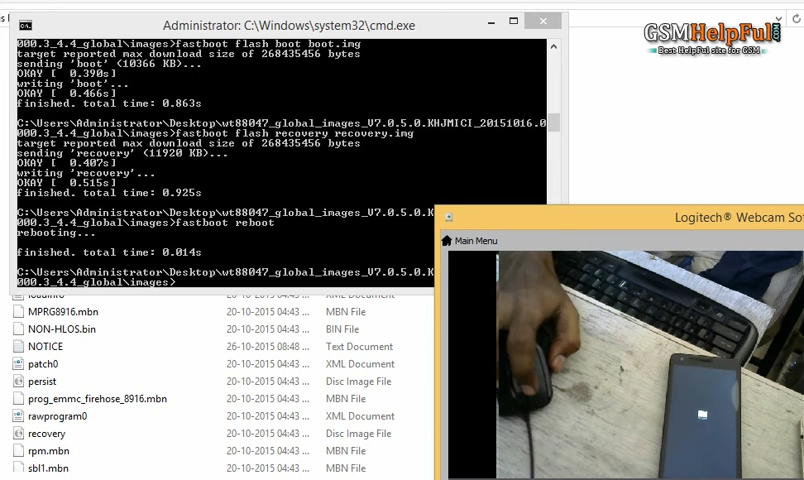 Administrator: C:\Windows\system32\cmd.exe
GSMHelpFul
Best Helpful site for GSM
000.3_4.4_global\images>fastboot flash boot boot.img
target reported max download size of 268435456 bytes
sending 'boot' (10366 KB)...
OKAY [  0.390s]
writing 'boot'...
OKAY [  0.466s]
finished. total time: 0.863s
C:\Users\Administrator\Desktop\wt88047_global_images_V7.0.5.0.KHJMICI_20151016.0
000.3_4.4_global\images>fastboot flash recovery recovery.img
target reported max download size of 268435456 bytes
sending 'recovery' (11920 KB)...
OKAY [  0.407s]
writing 'recovery'...
OKAY [  0.515s]
finished. total time: 0.925s
C:\Users\Administrator\Desktop\wt88047_global_images_V7.0.5.0.K
000.3_4.4_global\images>fastboot reboot
rebooting...
finished. total time: 0.014s
C:\Users\Administrator\Desktop\wt88047_global_images_V7.0.5.0.K
000.3_4.4_global\images>
Logitech® Webcam So
Main Menu
loadinfo 20-10-2015 04:43 ... XML Document
MPRG8916.mbn 20-10-2015 04:43 ... MBN File
NON-HLOS.bin 20-10-2015 04:43 ... BIN File
NOTICE 26-10-2015 08:48 ... Text Document
patch0 20-10-2015 04:43 ... XML Document
persist 20-10-2015 04:43 ... Disc Image File
prog_emmc_firehose_8916.mbn 20-10-2015 04:43 ... MBN File
rawprogram0 20-10-2015 04:43 ... XML Document
recovery 20-10-2015 04:43 ... Disc Image File
rpm.mbn 20-10-2015 04:43 ... MBN File
sbl1.mbn 20-10-2015 04:43 ... MBN File